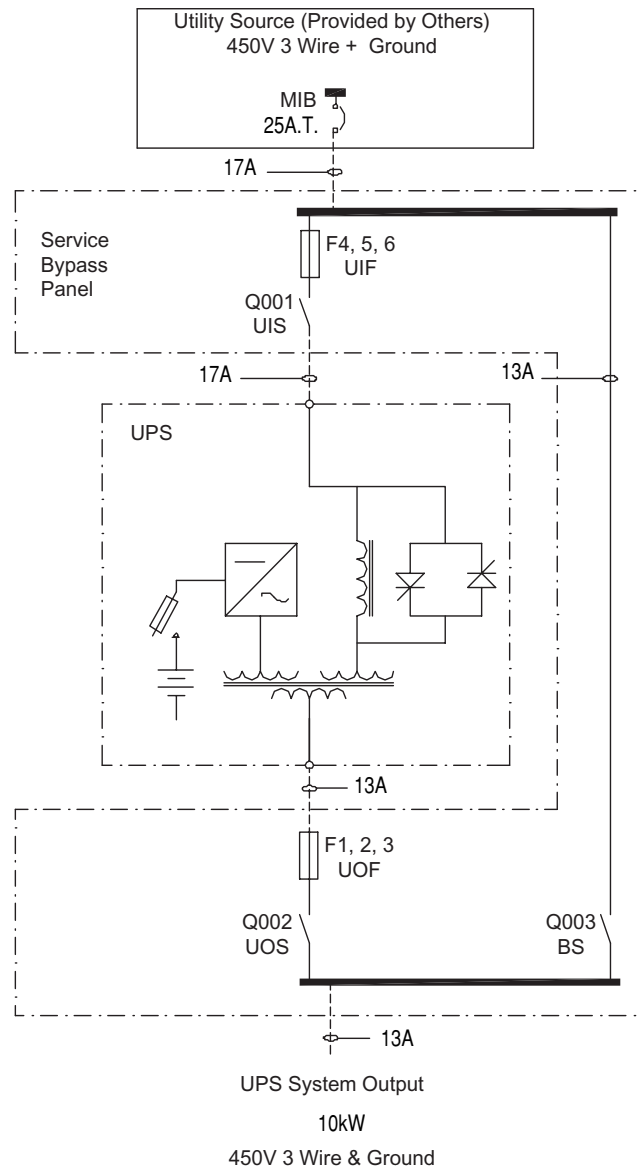 Utility Source (Provided by Others)
450V 3 Wire + Ground
MIB
25A.T.
17A
Service
Bypass
Panel
F4, 5, 6
UIF
Q001
UIS
17A
13A
UPS
13A
F1, 2, 3
UOF
Q002
UOS
Q003
BS
13A
UPS System Output
10kW
450V 3 Wire & Ground